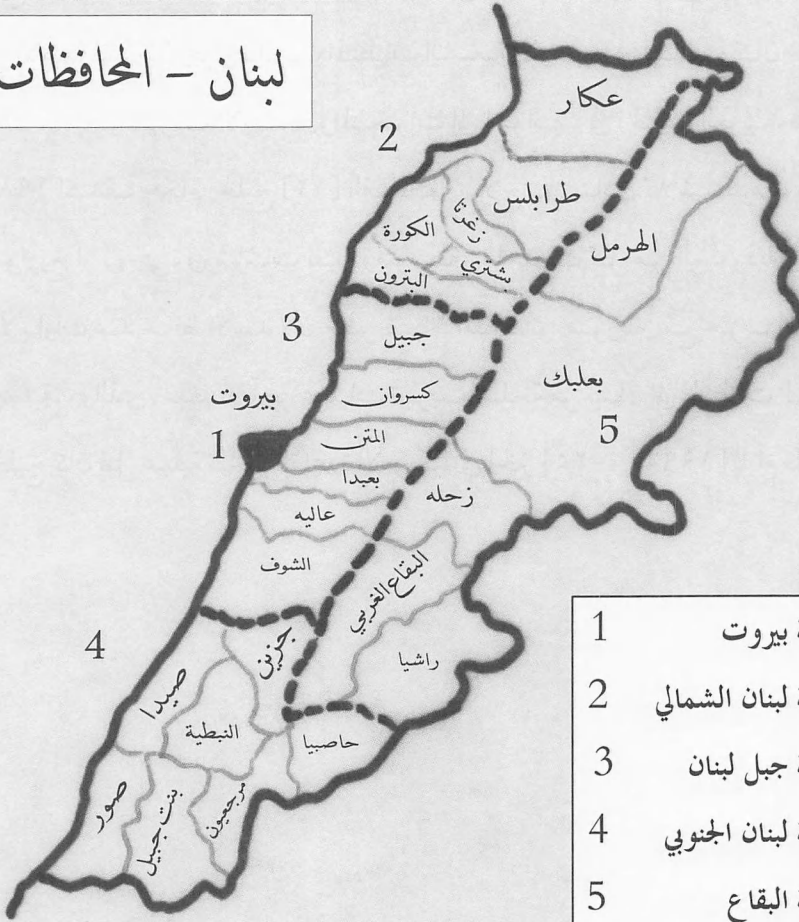 لبنان – المحافظات
عكار
2
طرابلس
زغرتا
الكورة
الهرمل
بشتري
البترون
3
جبيل
بعلبك
كسروان
بيروت
5
1
المتن
بعبدا
زحله
عاليه
الشوف
البقاع الغربي
4
جزين
راشيا
صيدا
النبطية
حاصبيا
صور
بنت جبيل
مرجعيون
بيروت 1
لبنان الشمالي 2
جبل لبنان 3
لبنان الجنوبي 4
البقاع 5